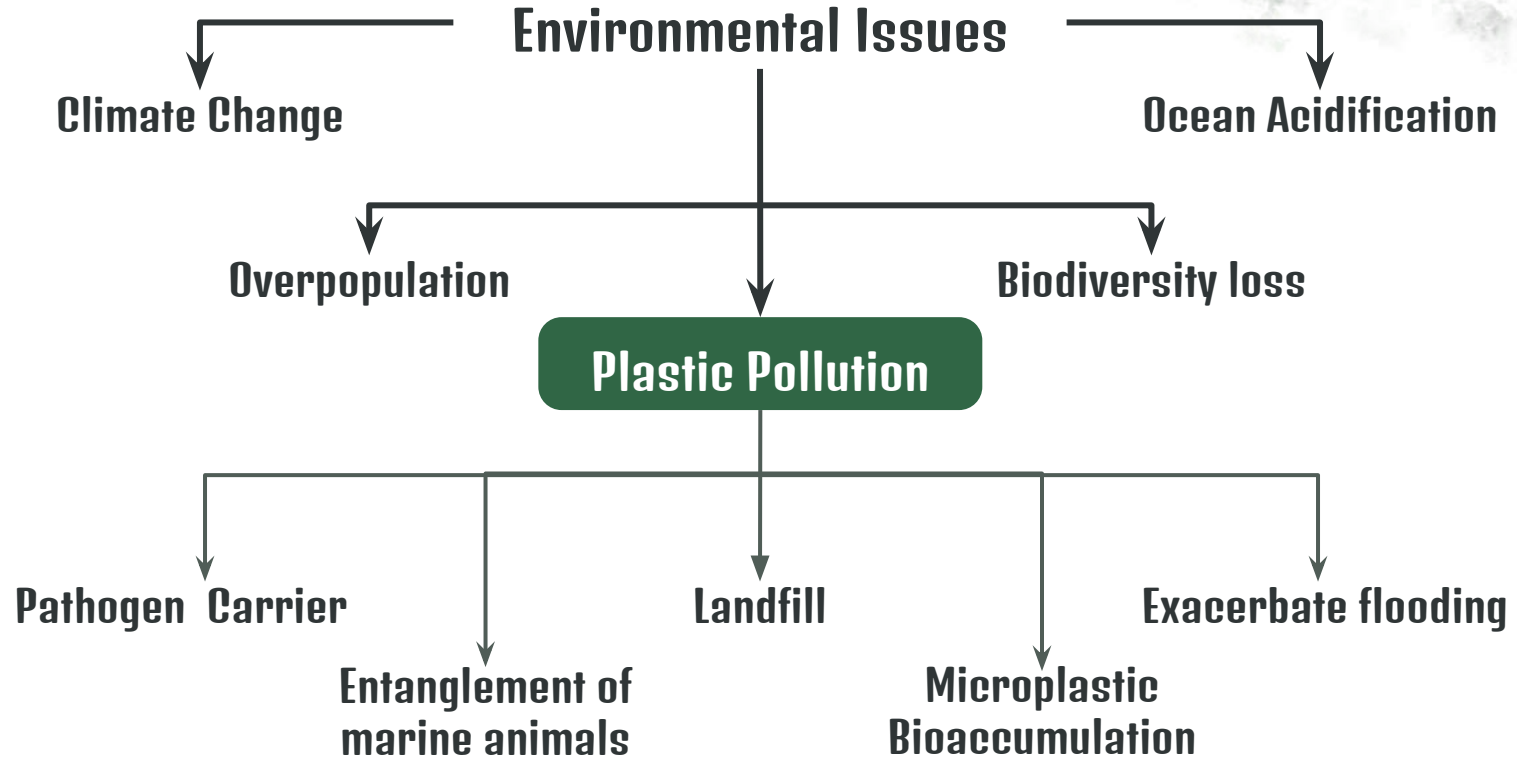 Environmental Issues
Climate Change
Ocean Acidification
Overpopulation
Biodiversity loss
Plastic Pollution
Pathogen  Carrier
Landfill
Exacerbate flooding
Entanglement of
marine animals
Microplastic
Bioaccumulation